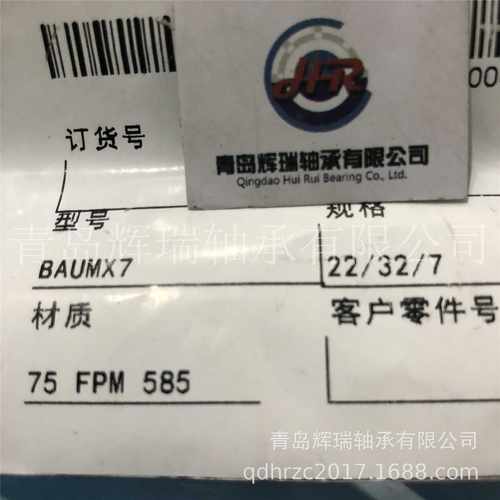 00
HR
订货号
青岛辉瑞轴承有限公司
Qingdao Hui Rui Bearing Co., Ltd.
型号
规格
青岛辉瑞轴承有限公司
BAUMX7
22/32/7
材质
客户零件号
75 FPM 585
青岛辉瑞轴承有限公司
qdhrzc2017.1688.com